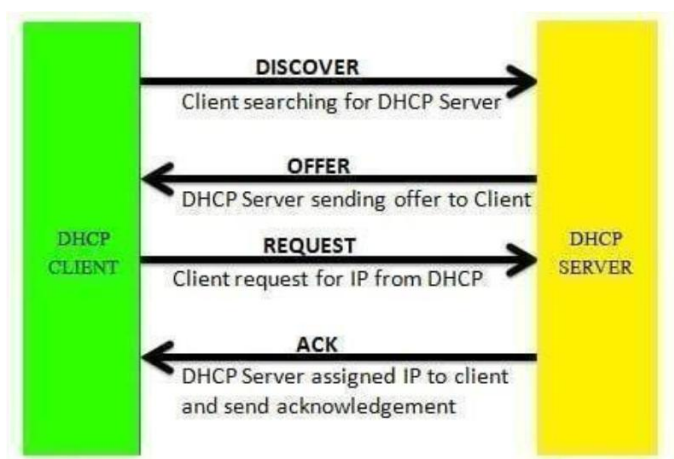 DISCOVER
Client searching for DHCP Server
OFFER
DHCP Server sending offer to Client
DHCP
CLIENT
DHCP
SERVER
REQUEST
Client request for IP from DHCP
ACK
DHCP Server assigned IP to client
and send acknowledgement